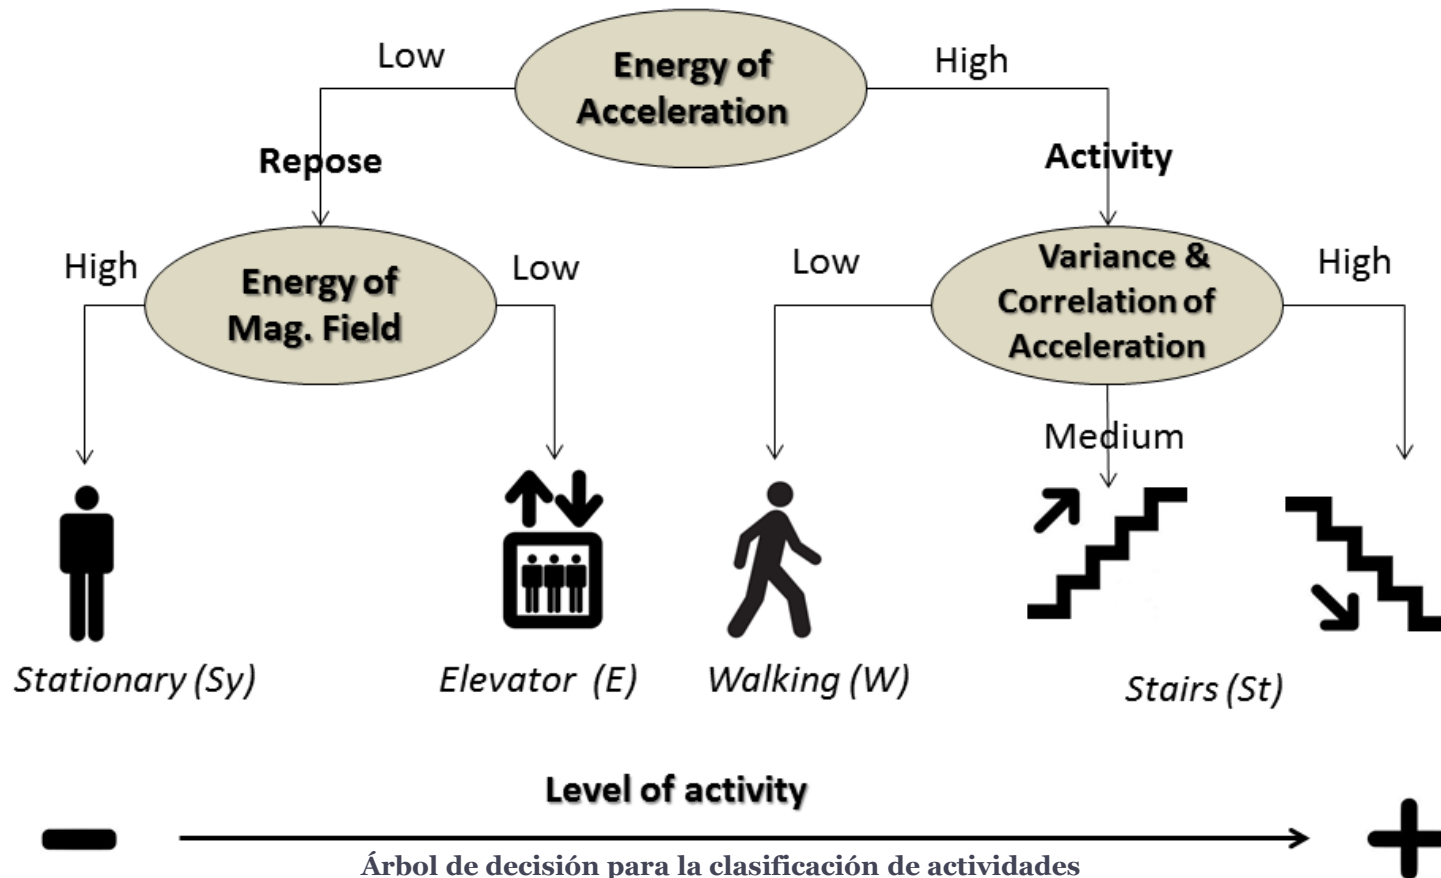 Low
Energy of
Acceleration
High
Repose
Activity
High
Energy of
Mag. Field
Low
Low
Variance &
Correlation of
Acceleration
High
Medium
Stationary (Sy)
Elevator (E)
Walking (W)
Stairs (St)
Level of activity
Árbol de decisión para la clasificación de actividades